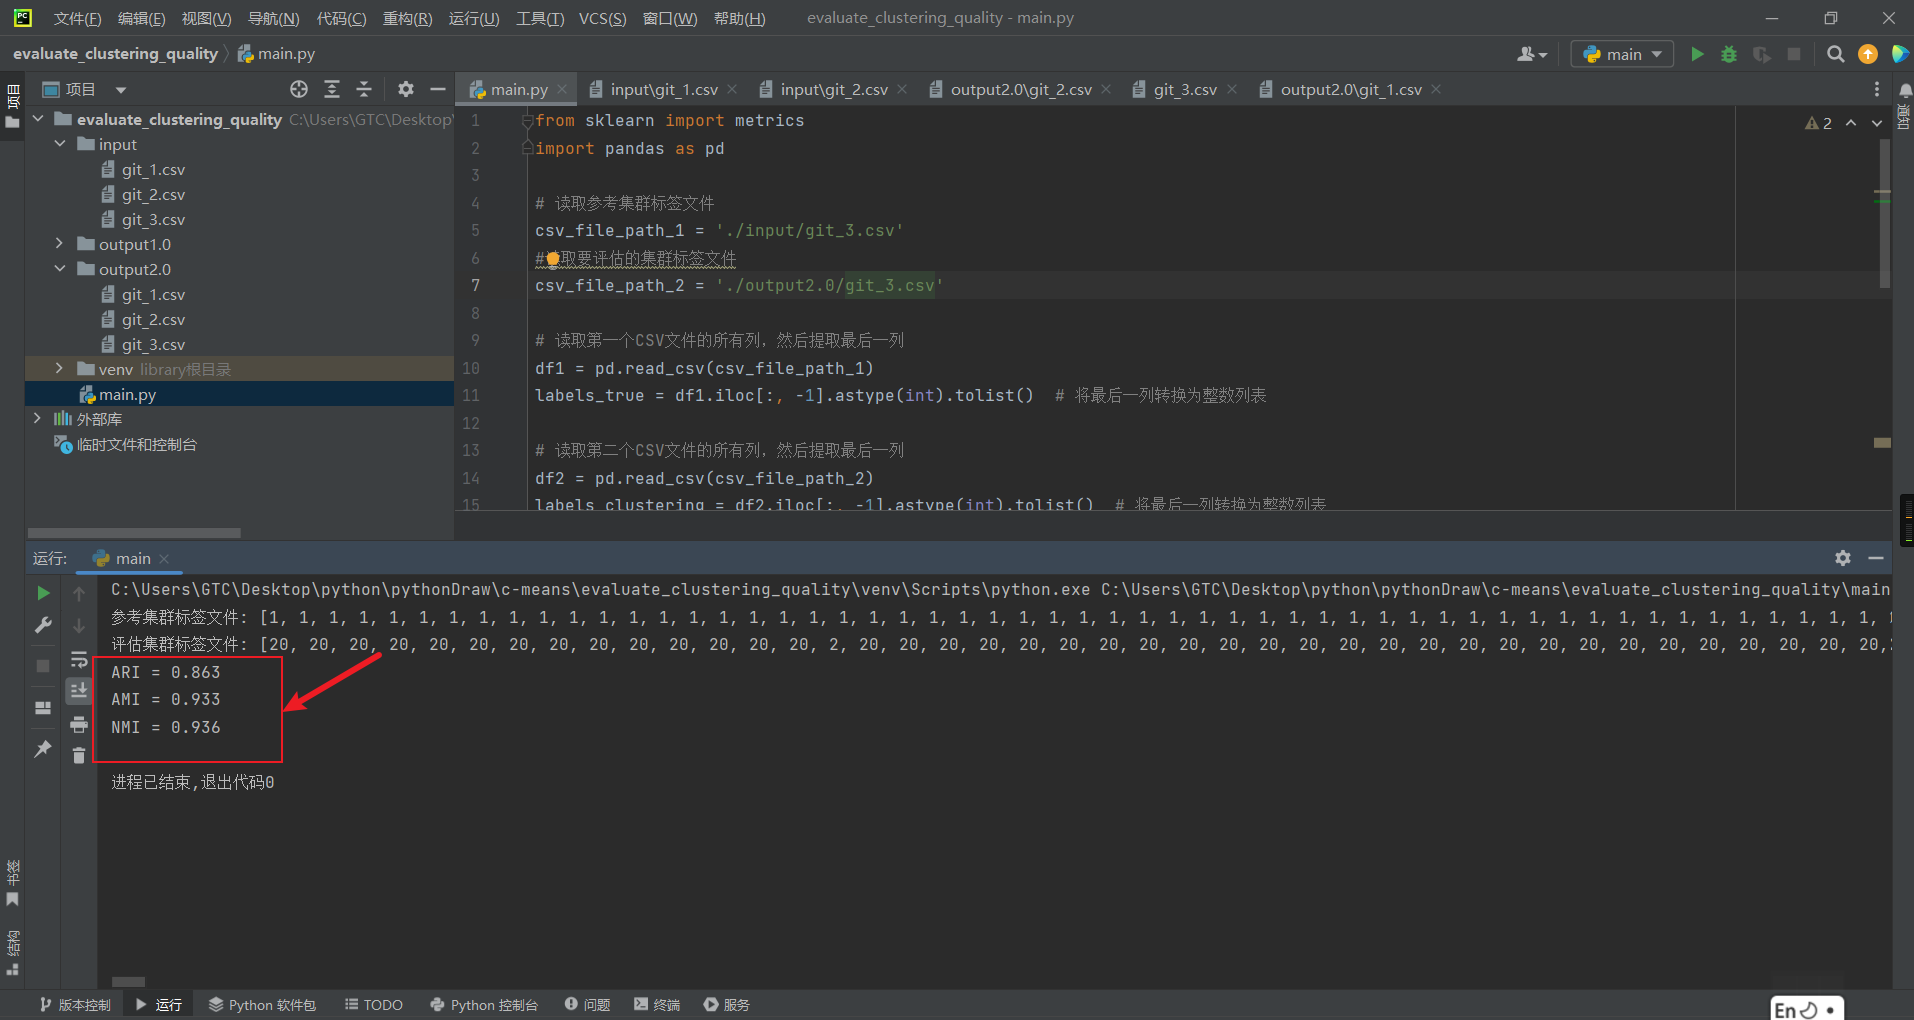 文件(F) 编辑(E) 视图(V) 导航(N) 代码(C) 重构(R) 运行(U) 工具(T) VCS(S) 窗口(W) 帮助(H) evaluate_clustering_quality - main.py
evaluate_clustering_quality main.py
main
项目
项目
main.py input\git_1.csv input\git_2.csv output2.0\git_2.csv git_3.csv output2.0\git_1.csv
通知
evaluate_clustering_quality C:\Users\GTC\Desktop\
input
git_1.csv
git_2.csv
git_3.csv
output1.0
output2.0
git_1.csv
git_2.csv
git_3.csv
venv library根目录
main.py
外部库
临时文件和控制台
2
1 from sklearn import metrics
2 import pandas as pd
3
4 # 读取参考集群标签文件
5 csv_file_path_1 = './input/git_3.csv'
6 #取要评估的集群标签文件
7 csv_file_path_2 = './output2.0/git_3.csv'
8
9 # 读取第一个CSV文件的所有列，然后提取最后一列
10 df1 = pd.read_csv(csv_file_path_1)
11 labels_true = df1.iloc[:, -1].astype(int).tolist() # 将最后一列转换为整数列表
12
13 # 读取第二个CSV文件的所有列，然后提取最后一列
14 df2 = pd.read_csv(csv_file_path_2)
15 labels_clustering = df2.iloc[:, -1].astype(int).tolist() # 将最后一列转换为整数列表
运行: main
C:\Users\GTC\Desktop\python\pythonDraw\c-means\evaluate_clustering_quality\venv\Scripts\python.exe C:\Users\GTC\Desktop\python\pythonDraw\c-means\evaluate_clustering_quality\main
参考集群标签文件: [1, 1, 1, 1, 1, 1, 1, 1, 1, 1, 1, 1, 1, 1, 1, 1, 1, 1, 1, 1, 1, 1, 1, 1, 1, 1, 1, 1, 1, 1, 1, 1, 1, 1, 1, 1, 1, 1, 1, 1, 1, 1, 1, 1, 1, 1, 1, 1, 1, 1, 1, 1, 1, 1,
评估集群标签文件: [20, 20, 20, 20, 20, 20, 20, 20, 20, 20, 20, 20, 20, 20, 2, 20, 20, 20, 20, 20, 20, 20, 20, 20, 20, 20, 20, 20, 20, 20, 20, 20, 20, 20, 20, 20, 20, 20, 20, 20, 20,
ARI = 0.863
AMI = 0.933
NMI = 0.936
进程已结束,退出代码0
书签
结构
版本控制 运行 Python 软件包 TODO Python 控制台 问题 终端 服务
En